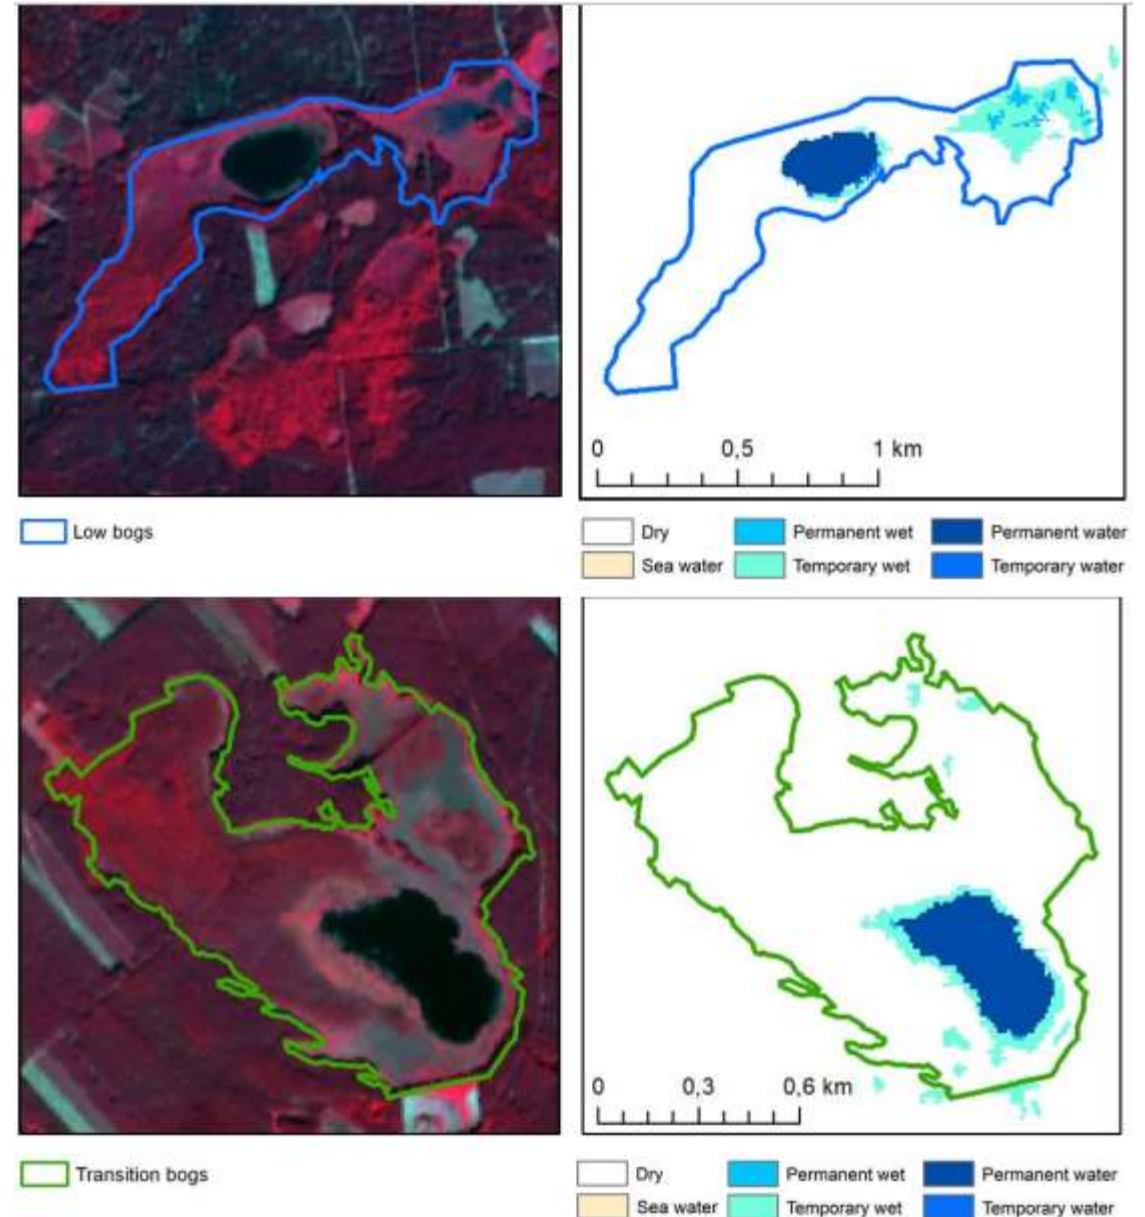 0 0,5 1 km
Low bogs
Dry Permanent wet Permanent water
Sea water Temporary wet Temporary water
0 0,3 0,6 km
Transition bogs
Dry Permanent wet Permanent water
Sea water Temporary wet Temporary water